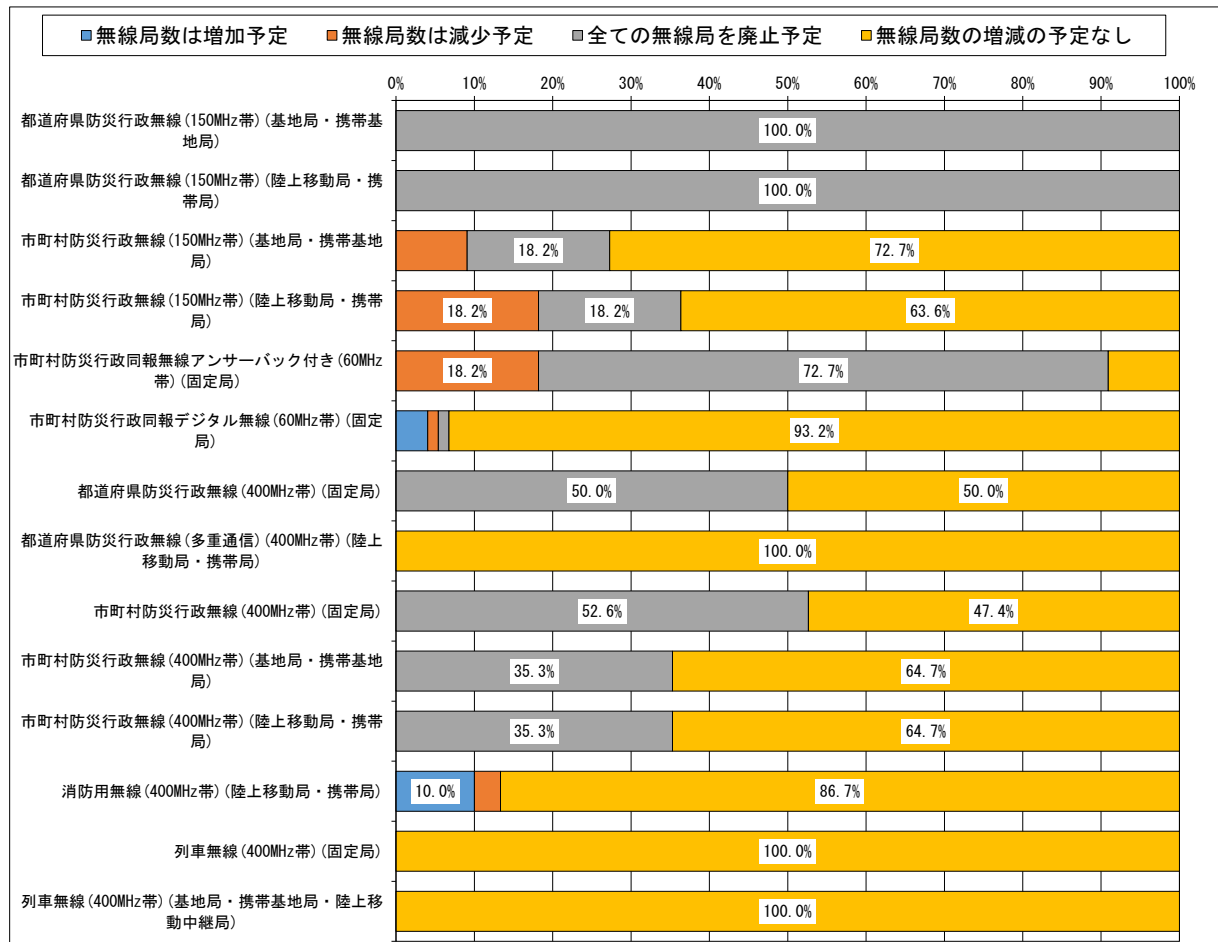 ■無線局数は増加予定 ■無線局数は減少予定 ■全ての無線局を廃止予定 ■無線局数の増減の予定なし
0% 10% 20% 30% 40% 50% 60% 70% 80% 90% 100%
都道府県防災行政無線(150MHz帯)(基地局・携帯基
地局)
100.0%
都道府県防災行政無線(150MHz帯)(陸上移動局・携
帯局)
100.0%
市町村防災行政無線(150MHz帯)(基地局・携帯基地
局)
18.2% 72.7%
市町村防災行政無線(150MHz帯)(陸上移動局・携帯
局)
18.2% 18.2% 63.6%
市町村防災行政同報無線アンサーバック付き(60MHz
帯)(固定局)
18.2% 72.7%
市町村防災行政同報デジタル無線(60MHz帯)(固定
局)
93.2%
都道府県防災行政無線(400MHz帯)(固定局)
50.0% 50.0%
都道府県防災行政無線(多重通信)(400MHz帯)(陸上
移動局・携帯局)
100.0%
市町村防災行政無線(400MHz帯)(固定局)
52.6% 47.4%
市町村防災行政無線(400MHz帯)(基地局・携帯基地
局)
35.3% 64.7%
市町村防災行政無線(400MHz帯)(陸上移動局・携帯
局)
35.3% 64.7%
消防用無線(400MHz帯)(陸上移動局・携帯局)
10.0% 86.7%
列車無線(400MHz帯)(固定局)
100.0%
列車無線(400MHz帯)(基地局・携帯基地局・陸上移
動中継局)
100.0%